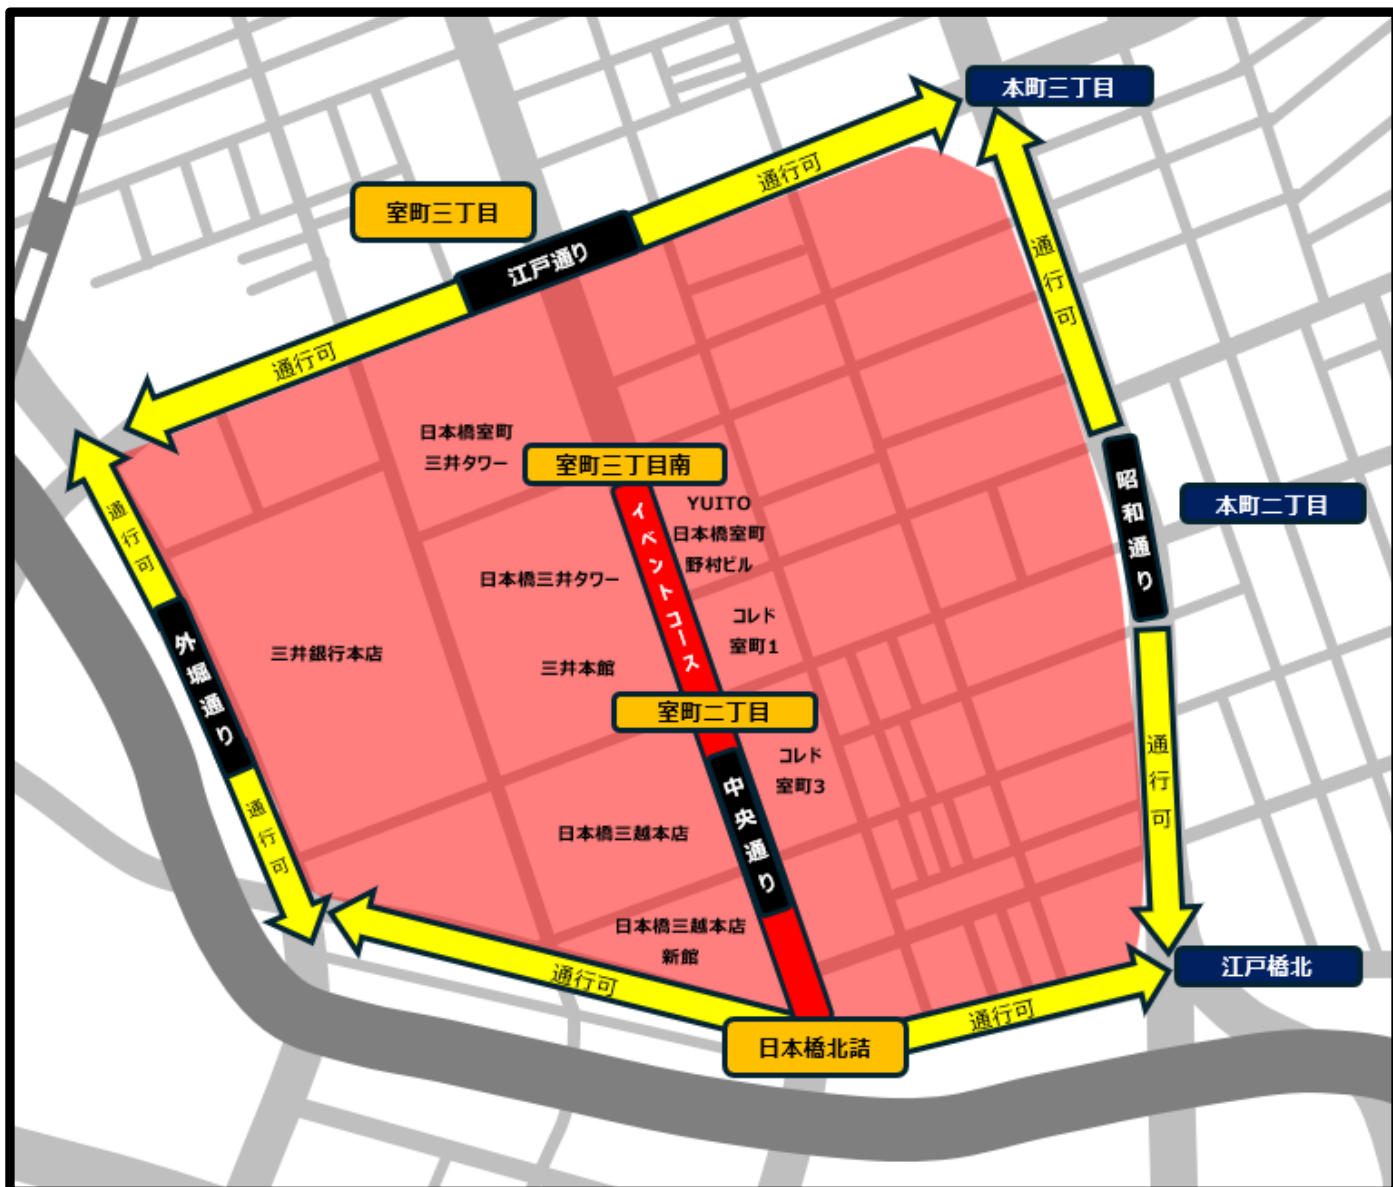 本町三丁目
通行可
室町三丁目
江戸通り
通行可
通行可
日本橋室町
三井タワー
室町三丁目南
イベントコース
YUITO
日本橋室町
野村ビル
昭和通り
本町二丁目
通行可
日本橋三井タワー
コレド
室町1
外堀通り
三井銀行本店
三井本館
室町二丁目
コレド
室町3
中央通り
通行可
通行可
日本橋三越本店
日本橋三越本店
新館
江戸橋北
通行可
通行可
日本橋北詰